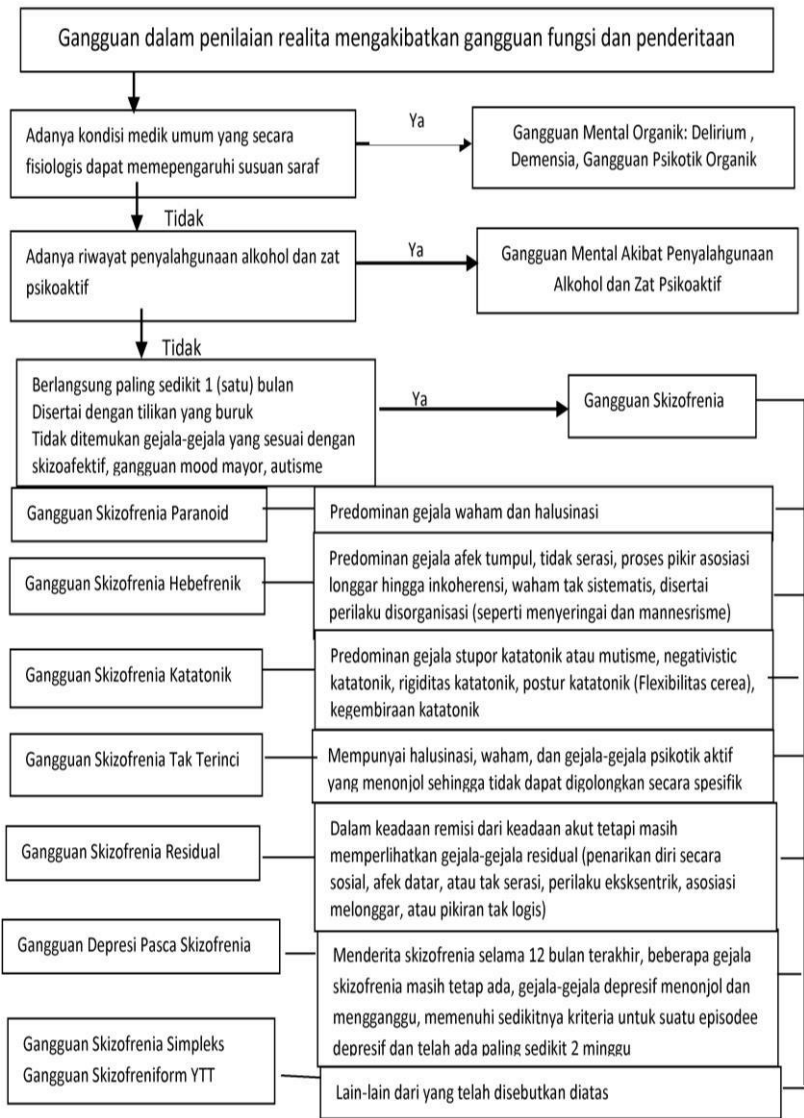 Gangguan dalam penilaian realita mengakibatkan gangguan fungsi dan penderitaan
Adanya kondisi medik umum yang secara
fisiologis dapat memepengaruhi susuan saraf
Ya
Gangguan Mental Organik: Delirium ,
Demensia, Gangguan Psikotik Organik
Tidak
Adanya riwayat penyalahgunaan alkohol dan zat
psikoaktif
Ya
Gangguan Mental Akibat Penyalahgunaan
Alkohol dan Zat Psikoaktif
Tidak
Berlangsung paling sedikit 1 (satu) bulan
Disertai dengan tilikan yang buruk
Tidak ditemukan gejala-gejala yang sesuai dengan
skizoafektif, gangguan mood mayor, autisme
Ya
Gangguan Skizofrenia
Gangguan Skizofrenia Paranoid
Predominan gejala waham dan halusinasi
Gangguan Skizofrenia Hebefrenik
Predominan gejala afek tumpul, tidak serasi, proses pikir asosiasi
longgar hingga inkoherensi, waham tak sistematis, disertai
perilaku disorganisasi (seperti menyeringai dan mannesrisme)
Gangguan Skizofrenia Katatonik
Predominan gejala stupor katatonik atau mutisme, negativistic
katatonik, rigiditas katatonik, postur katatonik (Flexibilitas cerea),
kegembiraan katatonik
Gangguan Skizofrenia Tak Terinci
Mempunyai halusinasi, waham, dan gejala-gejala psikotik aktif
yang menonjol sehingga tidak dapat digolongkan secara spesifik
Gangguan Skizofrenia Residual
Dalam keadaan remisi dari keadaan akut tetapi masih
memperlihatkan gejala-gejala residual (penarikan diri secara
sosial, afek datar, atau tak serasi, perilaku eksksentrik, asosiasi
melonggar, atau pikiran tak logis)
Gangguan Depresi Pasca Skizofrenia
Menderita skizofrenia selama 12 bulan terakhir, beberapa gejala
skizofrenia masih tetap ada, gejala-gejala depresif menonjol dan
mengganggu, memenuhi sedikitnya kriteria untuk suatu episodee
depresif dan telah ada paling sedikit 2 minggu
Gangguan Skizofrenia Simpleks
Gangguan Skizofreniform YTT
Lain-lain dari yang telah disebutkan diatas